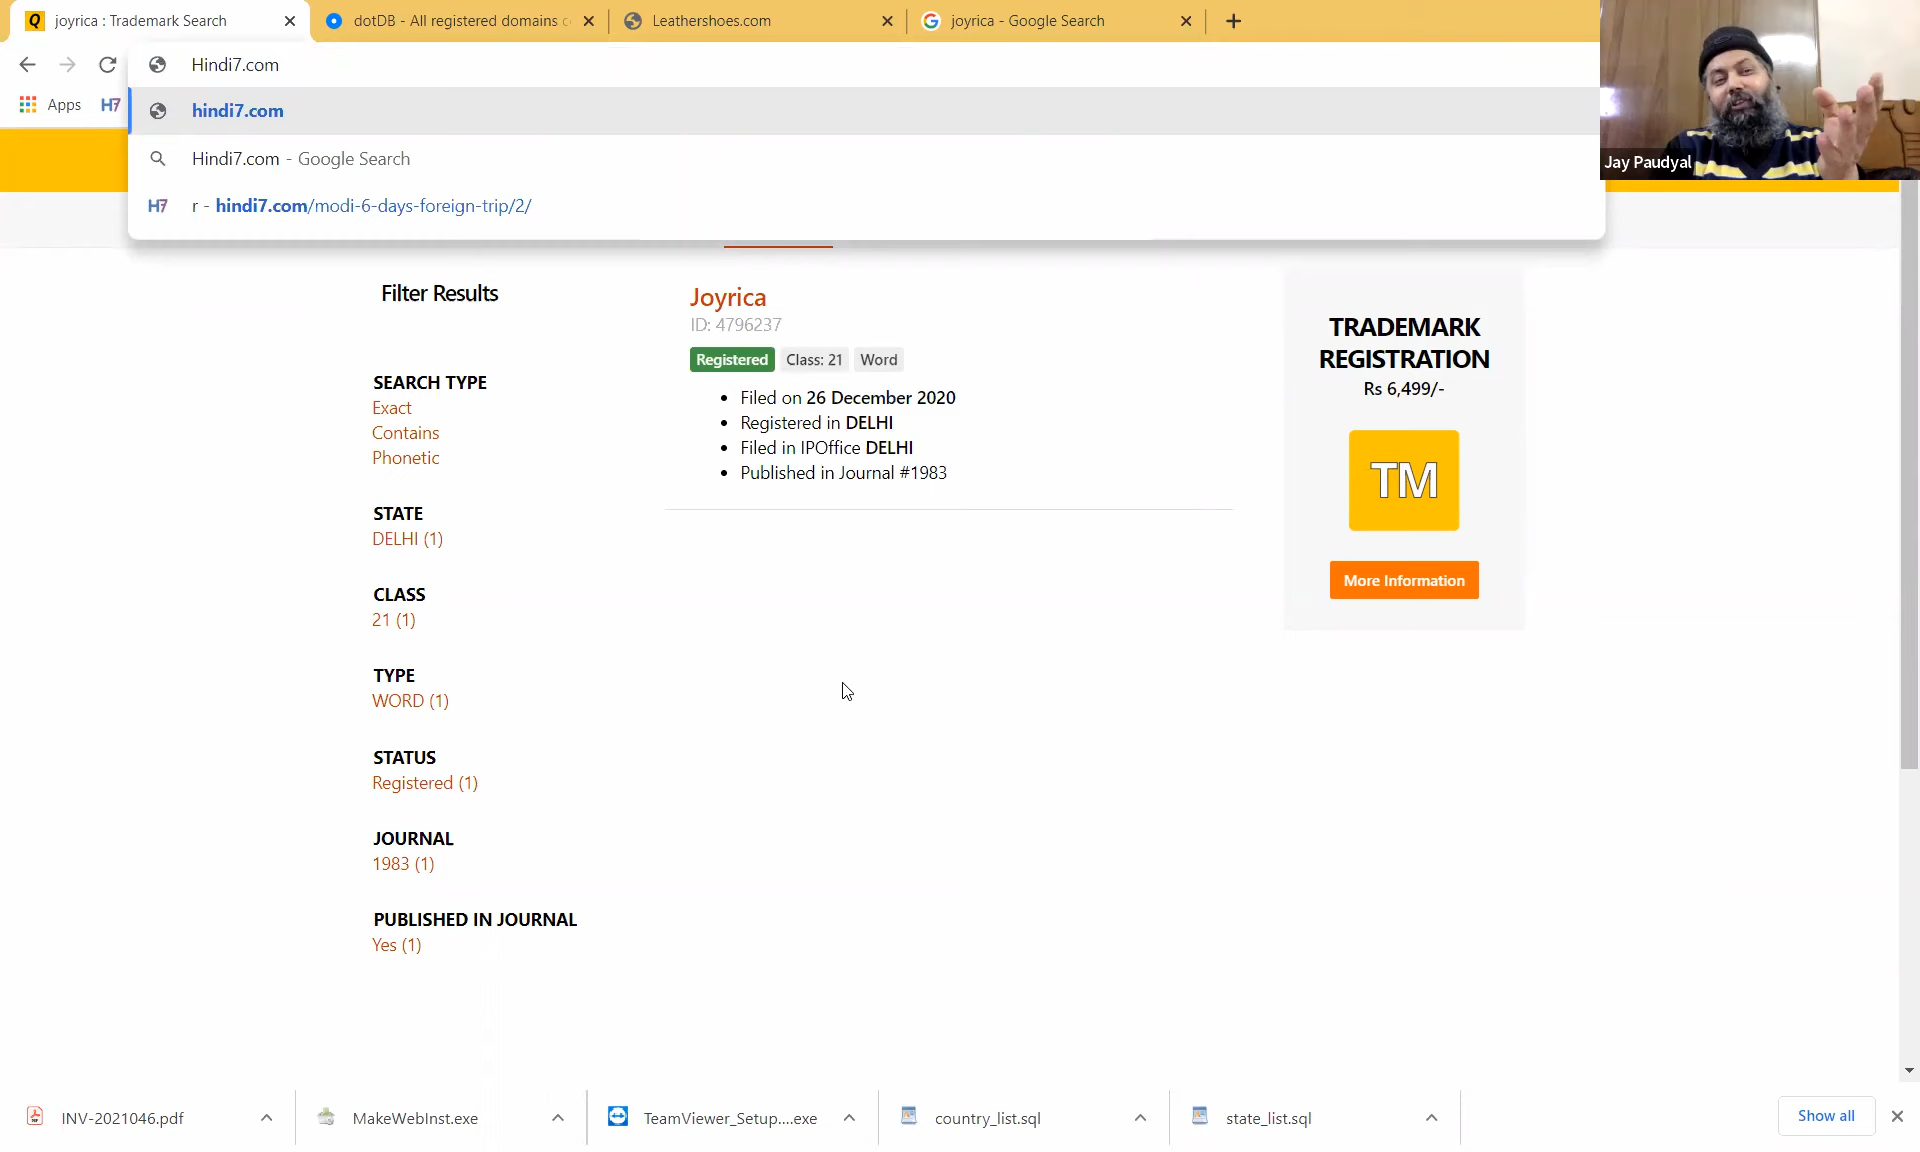 Q joyrica : Trademark Search
dotDB - All registered domains c
Leathershoes.com
joyrica - Google Search
Hindi7.com
Apps
H7
hindi7.com
Hindi7.com - Google Search
H7 r - hindi7.com/modi-6-days-foreign-trip/2/
Jay Paudyal
Filter Results
SEARCH TYPE
Exact
Contains
Phonetic
STATE
DELHI (1)
CLASS
21 (1)
TYPE
WORD (1)
STATUS
Registered (1)
JOURNAL
1983 (1)
PUBLISHED IN JOURNAL
Yes (1)
Joyrica
ID: 4796237
Registered Class: 21 Word
Filed on 26 December 2020
Registered in DELHI
Filed in IPOffice DELHI
Published in Journal #1983
TRADEMARK
REGISTRATION
Rs 6,499/-
TM
More Information
INV-2021046.pdf
MakeWebInst.exe
TeamViewer_Setup....exe
country_list.sql
state_list.sql
Show all